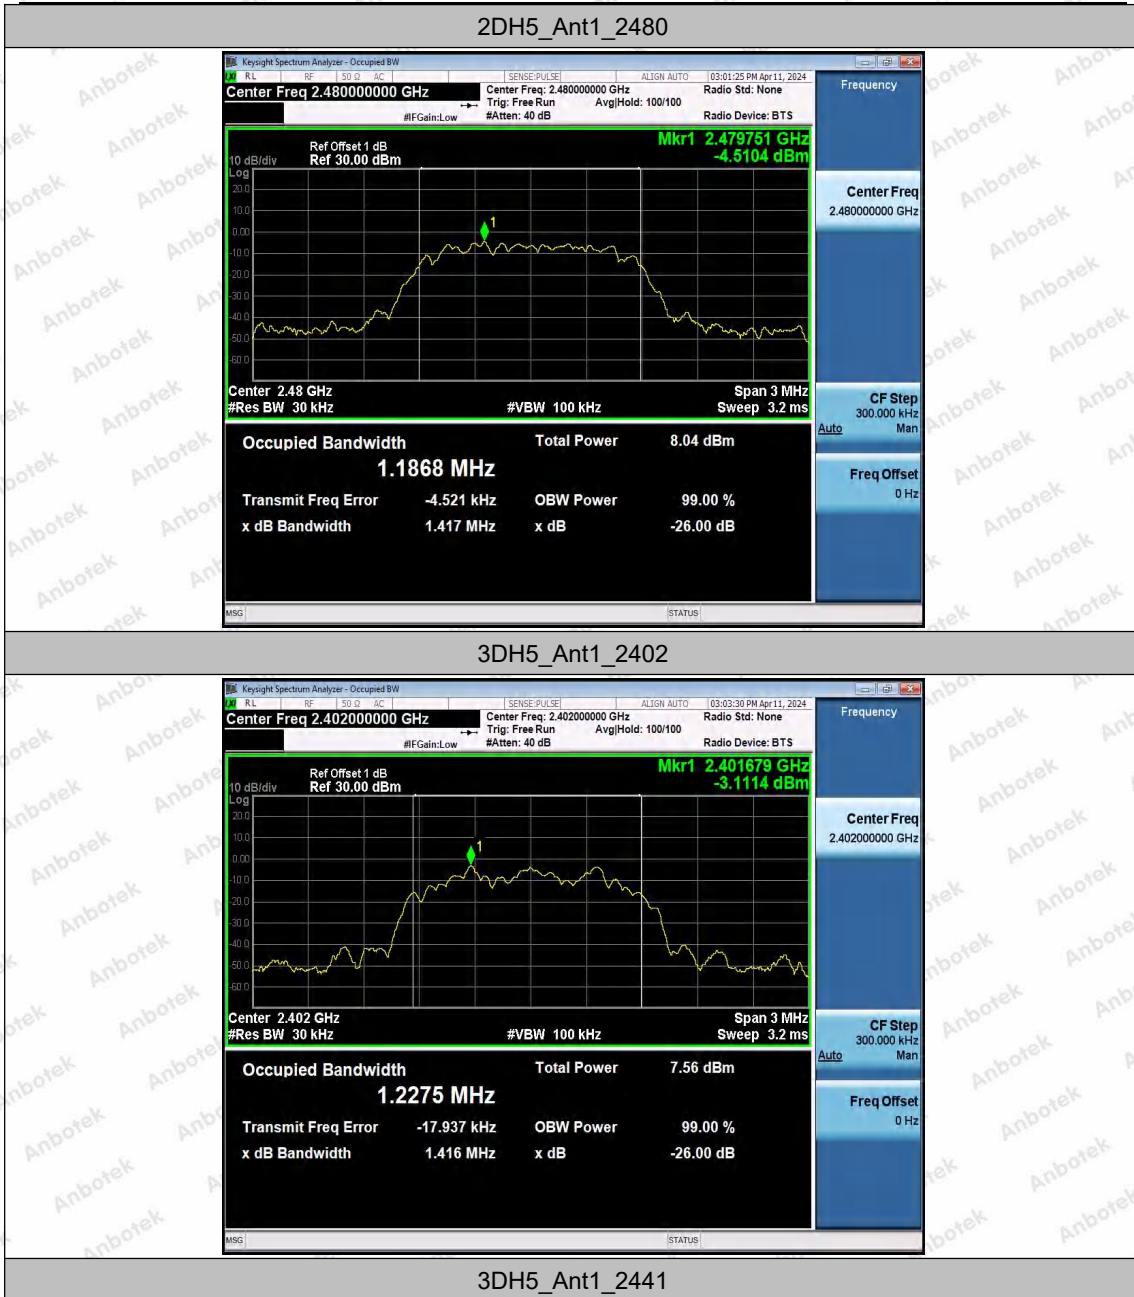 2DH5_Ant1_2480
Keysight Spectrum Analyzer - Occupied BW
LXI RL RF 50 Ω AC SENSE:PULSE ALIGN AUTO 03:01:25 PM Apr 11, 2024
Center Freq 2.480000000 GHz Center Freq: 2.480000000 GHz Radio Std: None Frequency
Trig: Free Run Avg|Hold: 100/100
#IFGain:Low #Atten: 40 dB Radio Device: BTS
Mkr1 2.479751 GHz
-4.5104 dBm
Ref Offset 1 dB
10 dB/div Ref 30.00 dBm
Log
20.0
10.0
0.00
-10.0
-20.0
-30.0
-40.0
-50.0
-60.0
1
Center Freq
2.480000000 GHz
Center 2.48 GHz Span 3 MHz
#Res BW 30 kHz #VBW 100 kHz Sweep 3.2 ms
CF Step
300.000 kHz
Auto Man
Occupied Bandwidth Total Power 8.04 dBm
1.1868 MHz
Transmit Freq Error -4.521 kHz OBW Power 99.00 %
x dB Bandwidth 1.417 MHz x dB -26.00 dB
Freq Offset
0 Hz
MSG STATUS
3DH5_Ant1_2402
Keysight Spectrum Analyzer - Occupied BW
LXI RL RF 50 Ω AC SENSE:PULSE ALIGN AUTO 03:03:30 PM Apr 11, 2024
Center Freq 2.402000000 GHz Center Freq: 2.402000000 GHz Radio Std: None Frequency
Trig: Free Run Avg|Hold: 100/100
#IFGain:Low #Atten: 40 dB Radio Device: BTS
Mkr1 2.401679 GHz
-3.1114 dBm
Ref Offset 1 dB
10 dB/div Ref 30.00 dBm
Log
20.0
10.0
0.00
-10.0
-20.0
-30.0
-40.0
-50.0
-60.0
1
Center Freq
2.402000000 GHz
Center 2.402 GHz Span 3 MHz
#Res BW 30 kHz #VBW 100 kHz Sweep 3.2 ms
CF Step
300.000 kHz
Auto Man
Occupied Bandwidth Total Power 7.56 dBm
1.2275 MHz
Transmit Freq Error -17.937 kHz OBW Power 99.00 %
x dB Bandwidth 1.416 MHz x dB -26.00 dB
Freq Offset
0 Hz
MSG STATUS
3DH5_Ant1_2441
Anbotek